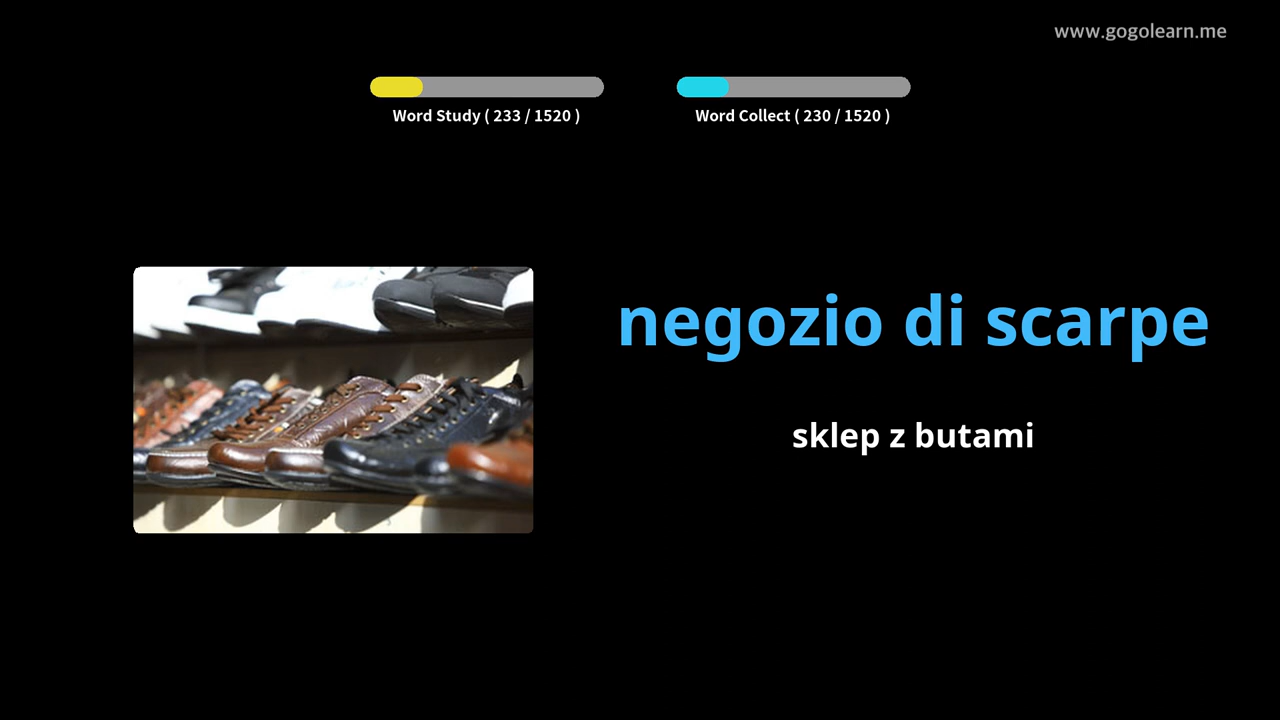 www.gogolearn.me
Word Study ( 233 / 1520 )
Word Collect ( 230 / 1520 )
negozio di scarpe
sklep z butami